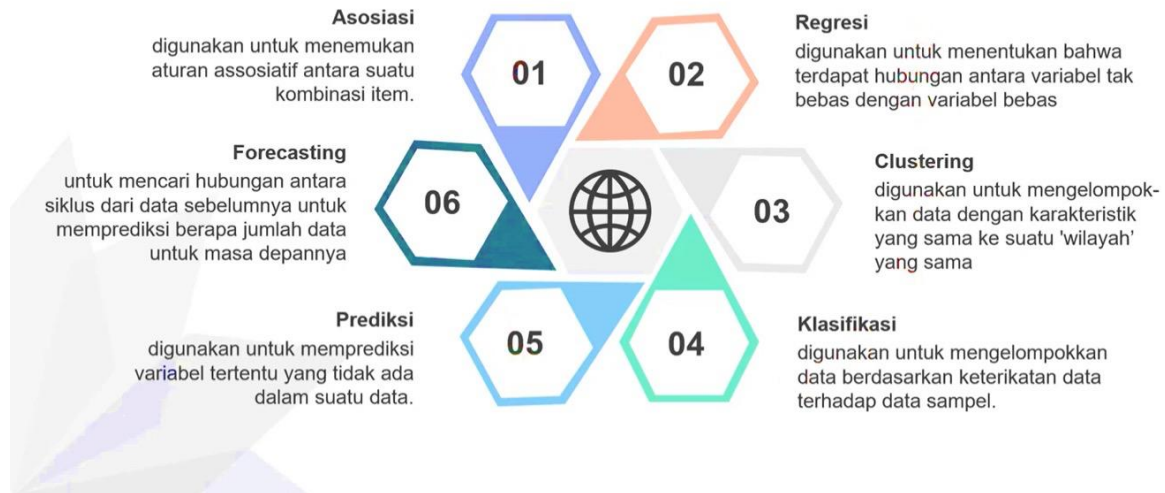 Asosiasi
digunakan untuk menemukan
aturan assosiatif antara suatu
kombinasi item.
01
02
Regresi
digunakan untuk menentukan bahwa
terdapat hubungan antara variabel tak
bebas dengan variabel bebas
Forecasting
untuk mencari hubungan antara
siklus dari data sebelumnya untuk
memprediksi berapa jumlah data
untuk masa depannya
06
03
Clustering
digunakan untuk mengelompok-
kan data dengan karakteristik
yang sama ke suatu 'wilayah’
yang sama
Prediksi
digunakan untuk memprediksi
variabel tertentu yang tidak ada
dalam suatu data.
05
04
Klasifikasi
digunakan untuk mengelompokkan
data berdasarkan keterikatan data
terhadap data sampel.